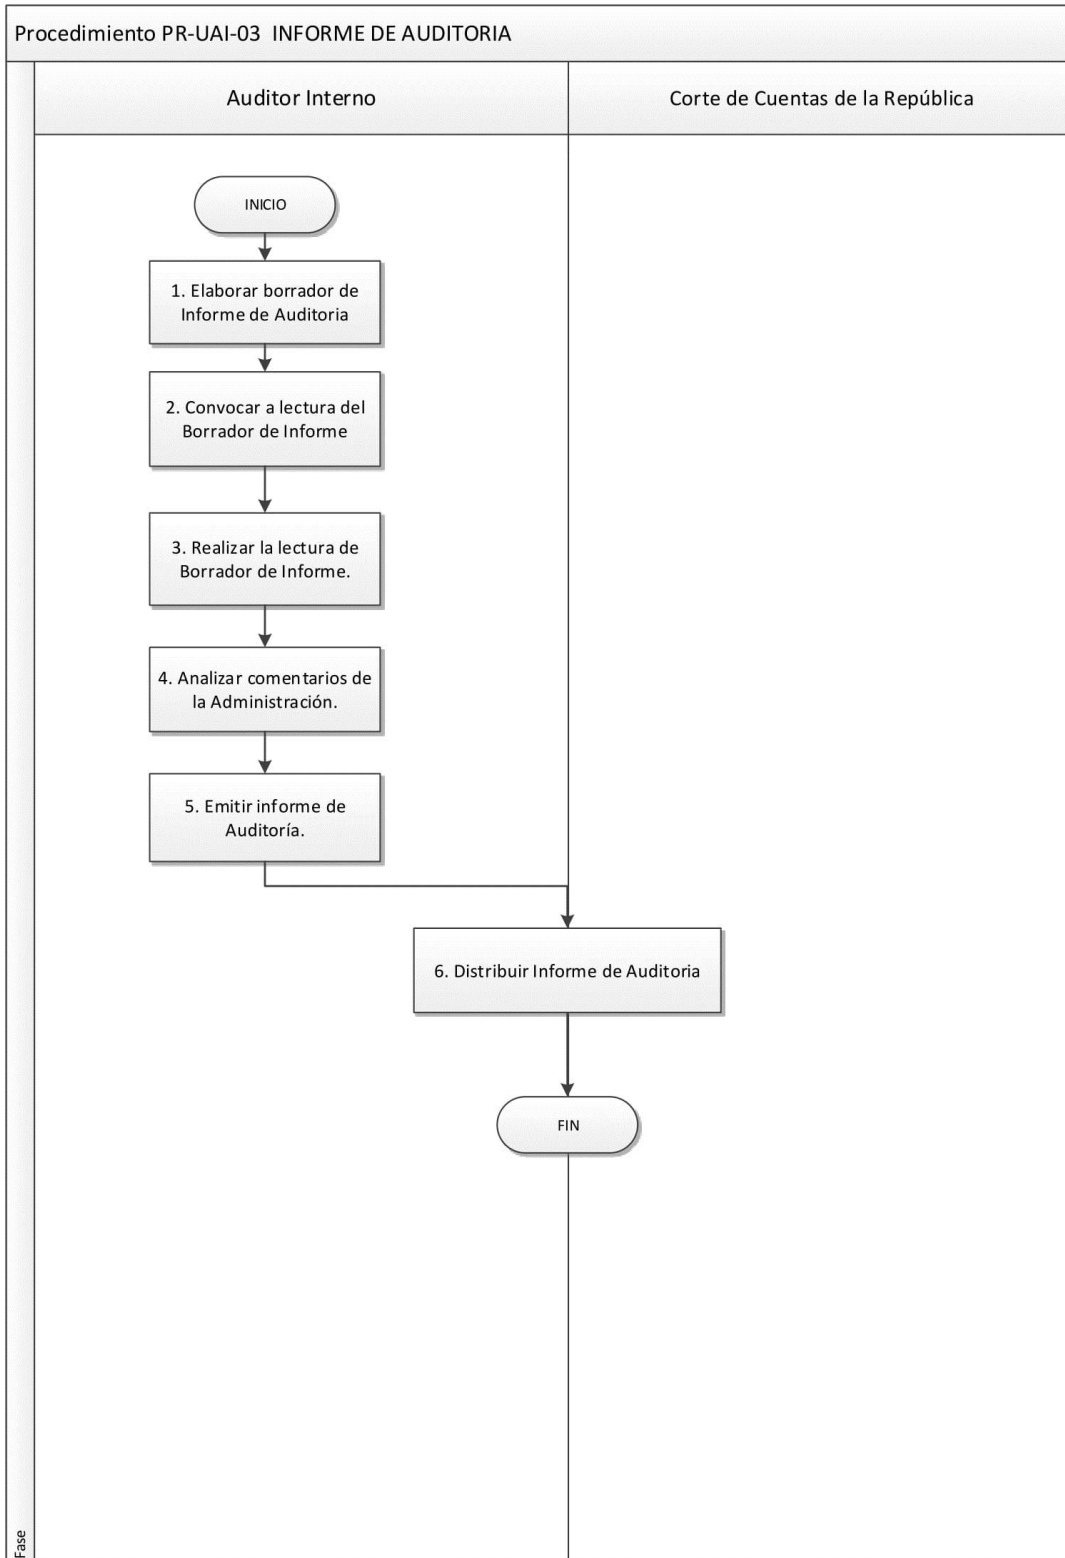 Procedimiento PR-UAI-03 INFORME DE AUDITORIA
Auditor Interno
Corte de Cuentas de la República
INICIO
1. Elaborar borrador de
Informe de Auditoria
2. Convocar a lectura del
Borrador de Informe
3. Realizar la lectura de
Borrador de Informe.
4. Analizar comentarios de
la Administración.
5. Emitir informe de
Auditoría.
6. Distribuir Informe de Auditoria
FIN
Fase